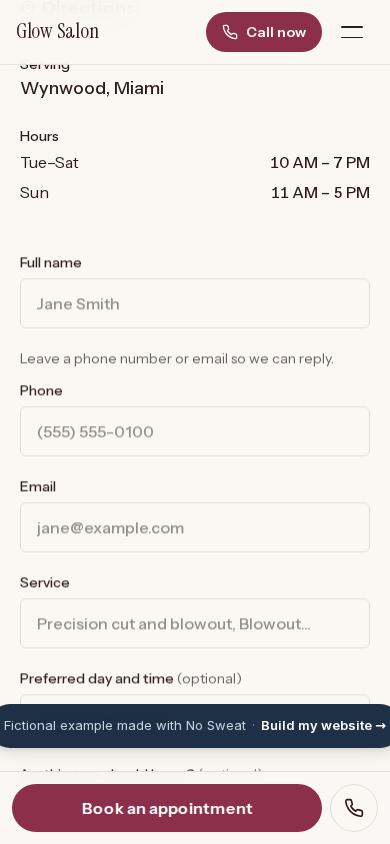 Directions
Glow Salon
Call now
Serving
Wynwood, Miami
Hours
Tue–Sat 10 AM – 7 PM
Sun 11 AM – 5 PM
Full name
Jane Smith
Leave a phone number or email so we can reply.
Phone
(555) 555-0100
Email
jane@example.com
Service
Precision cut and blowout, Blowout...
Preferred day and time (optional)
Fictional example made with No Sweat · Build my website →
Book an appointment